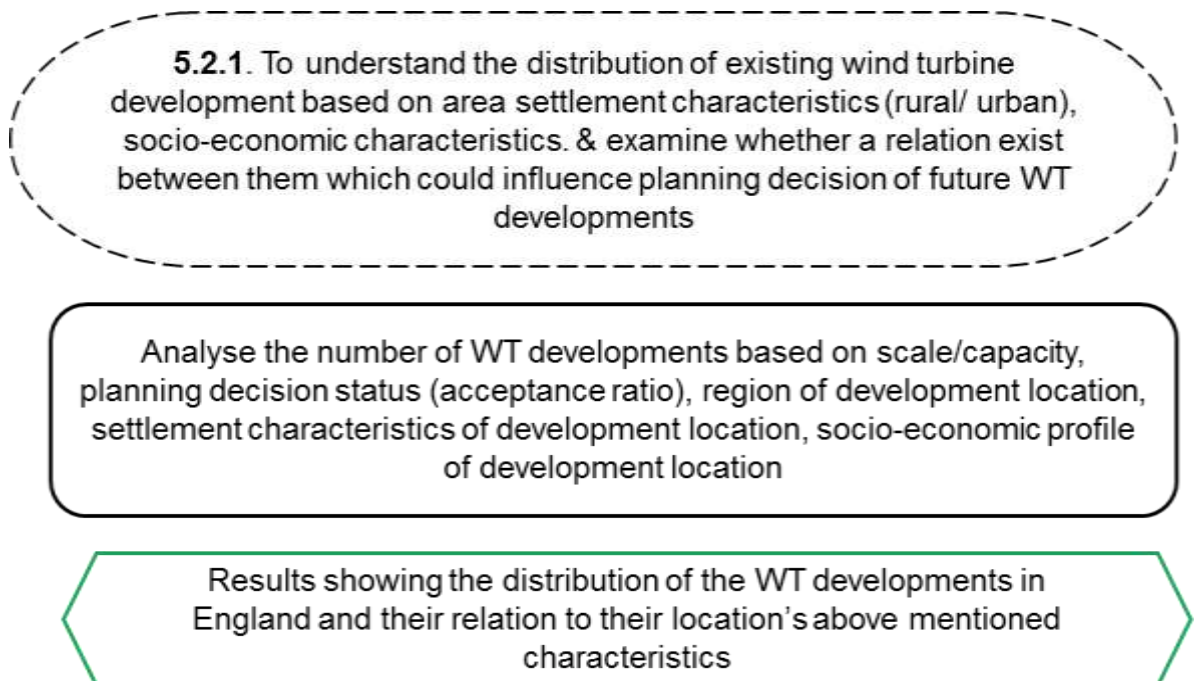 5.2.1. To understand the distribution of existing wind turbine
development based on area settlement characteristics (rural/ urban),
socio-economic characteristics. & examine whether a relation exist
between them which could influence planning decision of future WT
developments
Analyse the number of WT developments based on scale/capacity,
planning decision status (acceptance ratio), region of development location,
settlement characteristics of development location, socio-economic profile
of development location
Results showing the distribution of the WT developments in
England and their relation to their location's above mentioned
characteristics